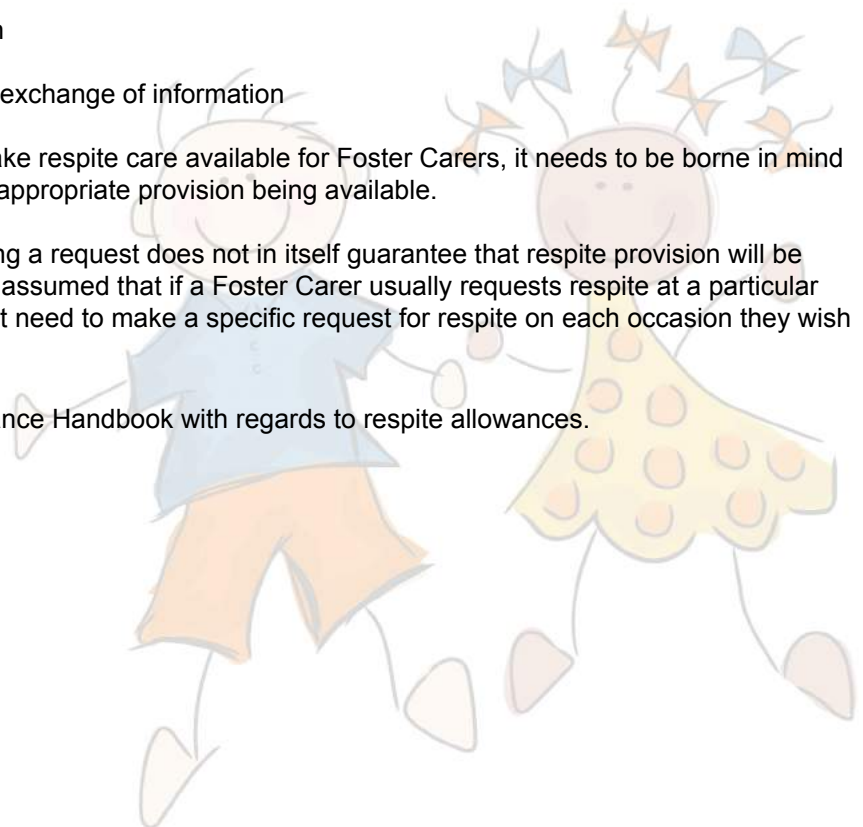 exchange of information
ake respite care available for Foster Carers, it needs to be borne in mind
appropriate provision being available.
ng a request does not in itself guarantee that respite provision will be
assumed that if a Foster Carer usually requests respite at a particular
t need to make a specific request for respite on each occasion they wish
nce Handbook with regards to respite allowances.